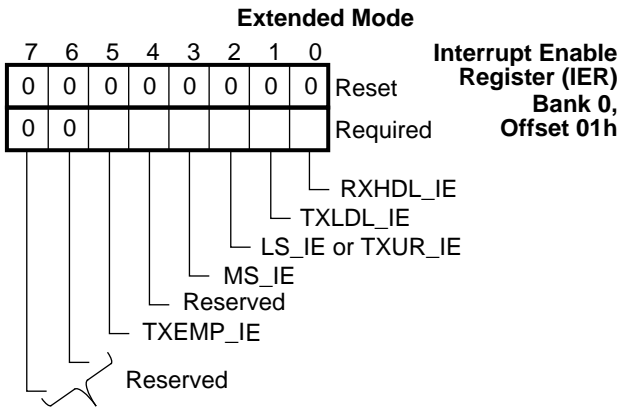 Extended Mode
7 6 5 4 3 2 1 0
Interrupt Enable
Register (IER)
Bank 0,
Offset 01h
0 0 0 0 0 0 0 0 Reset
0 0 Required
RXHDL_IE
TXLDL_IE
LS_IE or TXUR_IE
MS_IE
Reserved
TXEMP_IE
Reserved